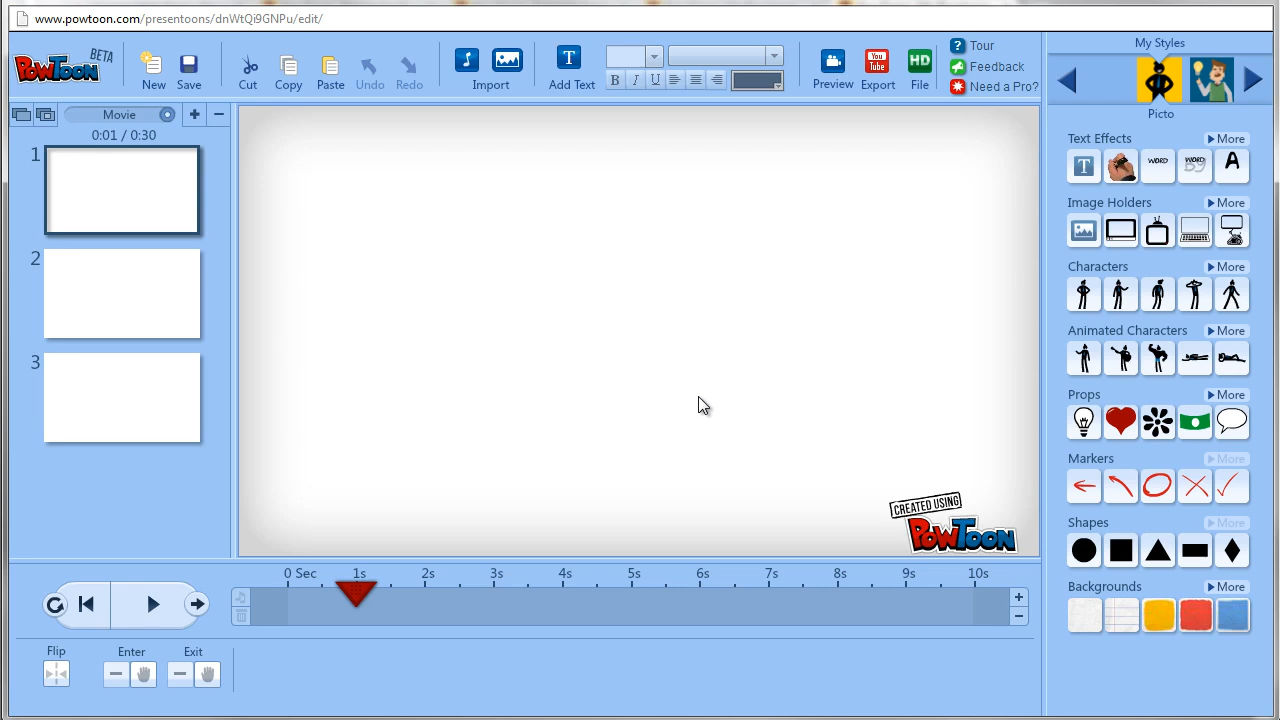 www.powtoon.com/presentoons/dnWtQi9GNPu/edit/
PowToon BETA
New Save Cut Copy Paste Undo Redo Import
T Add Text
B I U
Preview
You Tube Export
HD File
? Tour
Feedback
Need a Pro?
My Styles
Picto
Movie
0:01 / 0:30
1
2
3
CREATED USING
PowToon
Text Effects More
T WORD WORD A
Image Holders More
Characters More
Animated Characters More
Props More
Markers More
Shapes More
Backgrounds More
0 Sec 1s 2s 3s 4s 5s 6s 7s 8s 9s 10s
Flip Enter Exit